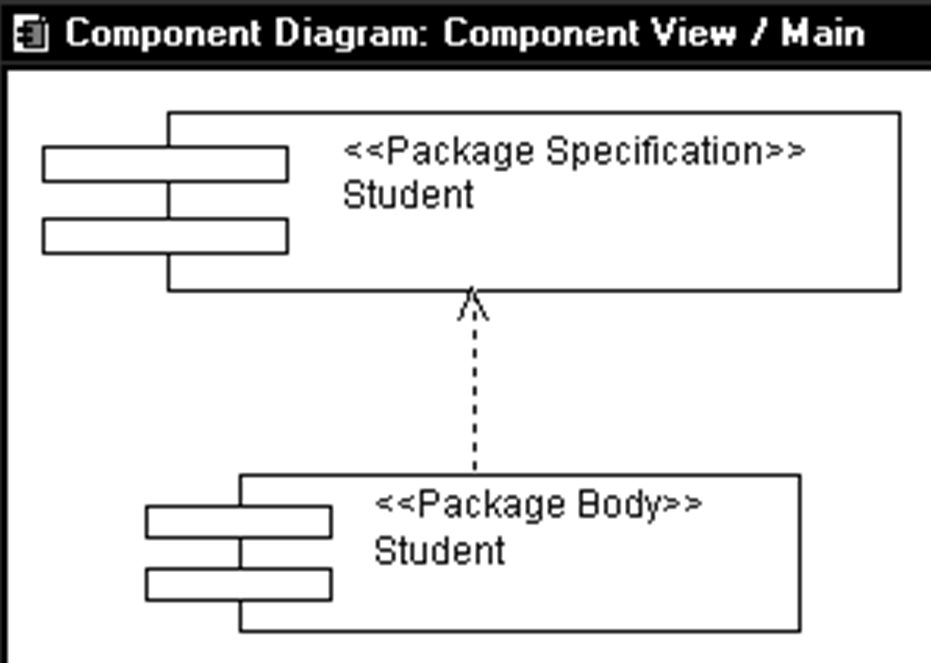 Component Diagram: Component View / Main
<<Package Specification>>
Student
<<Package Body>>
Student